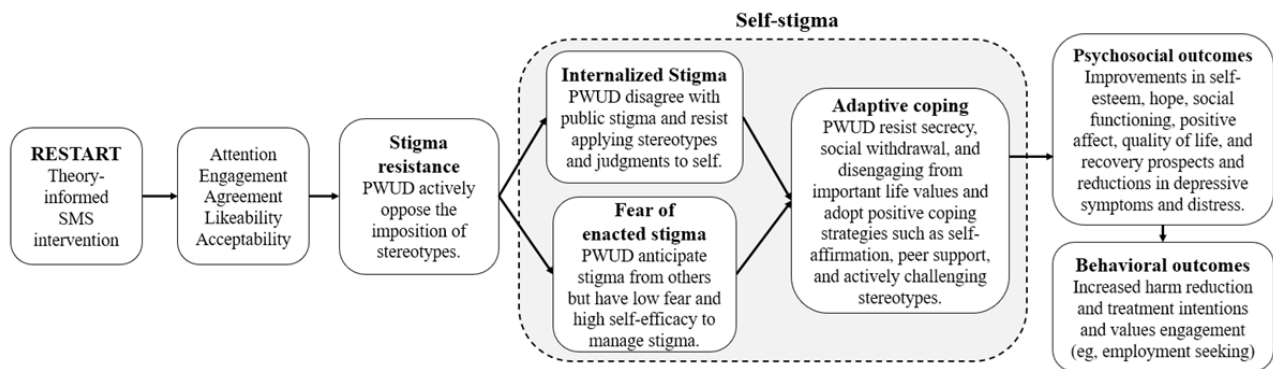 Self-stigma
RESTART
Theory-
informed
SMS
intervention
Attention
Engagement
Agreement
Likeability
Acceptability
Stigma
resistance
PWUD actively
oppose the
imposition of
stereotypes.
Internalized Stigma
PWUD disagree with
public stigma and resist
applying stereotypes
and judgments to self.
Fear of
enacted stigma
PWUD anticipate
stigma from others
but have low fear and
high self-efficacy to
manage stigma.
Adaptive coping
PWUD resist secrecy,
social withdrawal, and
disengaging from
important life values and
adopt positive coping
strategies such as self-
affirmation, peer support,
and actively challenging
stereotypes.
Psychosocial outcomes
Improvements in self-
esteem, hope, social
functioning, positive
affect, quality of life, and
recovery prospects and
reductions in depressive
symptoms and distress.
Behavioral outcomes
Increased harm reduction
and treatment intentions
and values engagement
(eg, employment seeking)